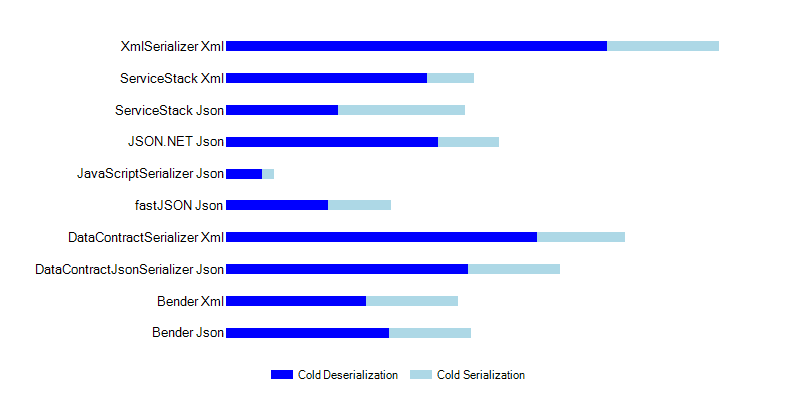 XmlSerializer Xml
ServiceStack Xml
ServiceStack Json
JSON.NET Json
JavaScriptSerializer Json
fastJSON Json
DataContractSerializer Xml
DataContractJsonSerializer Json
Bender Xml
Bender Json
Cold Deserialization Cold Serialization